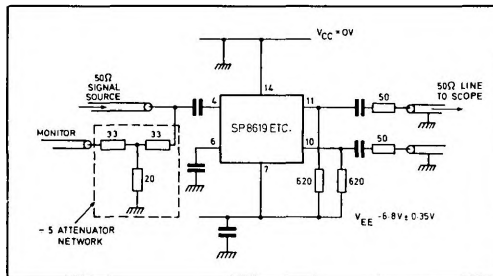 VCC = 0V
50Ω
SIGNAL
SOURCE
4
14
11
50
50Ω LINE
TO SCOPE
MONITOR
33
33
SP8619 ETC.
6
10
50
20
7
620
620
-5 ATTENUATOR
NETWORK
VEE -6.8V ± 0.35V